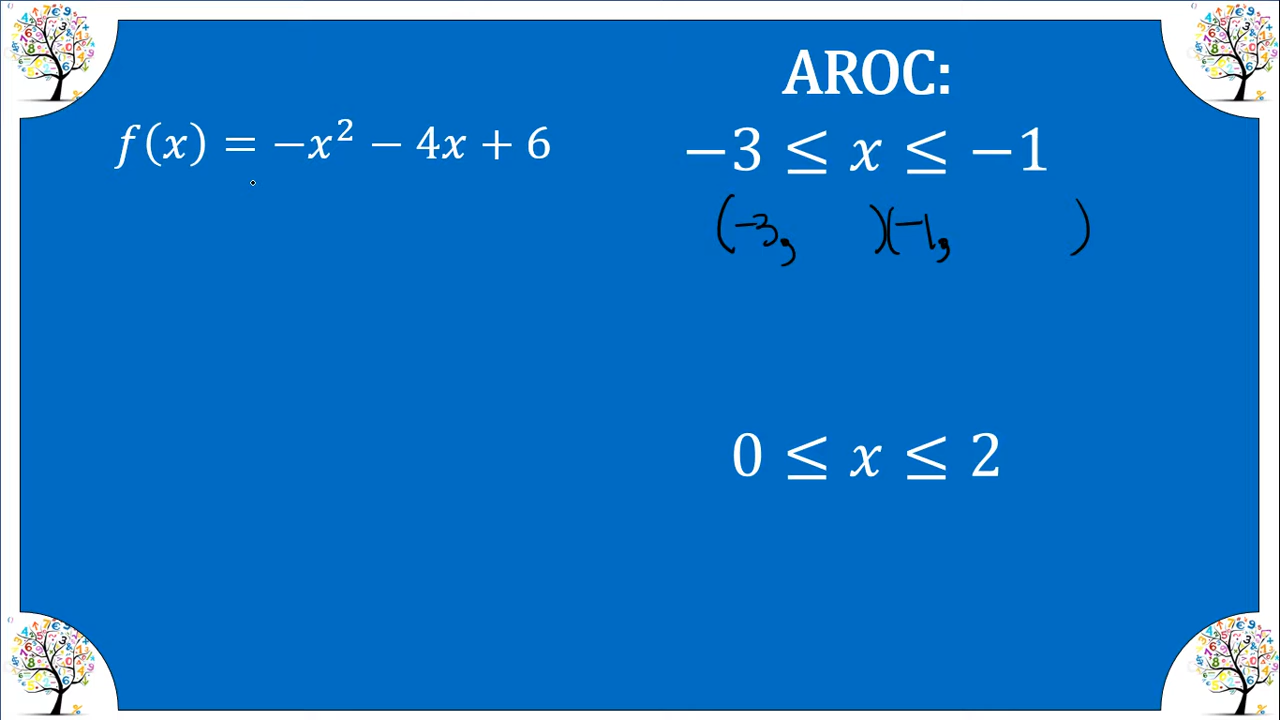 AROC:
f(x) = −x² − 4x + 6
−3 ≤ x ≤ −1
(−3,      )(−1,      )
0 ≤ x ≤ 2